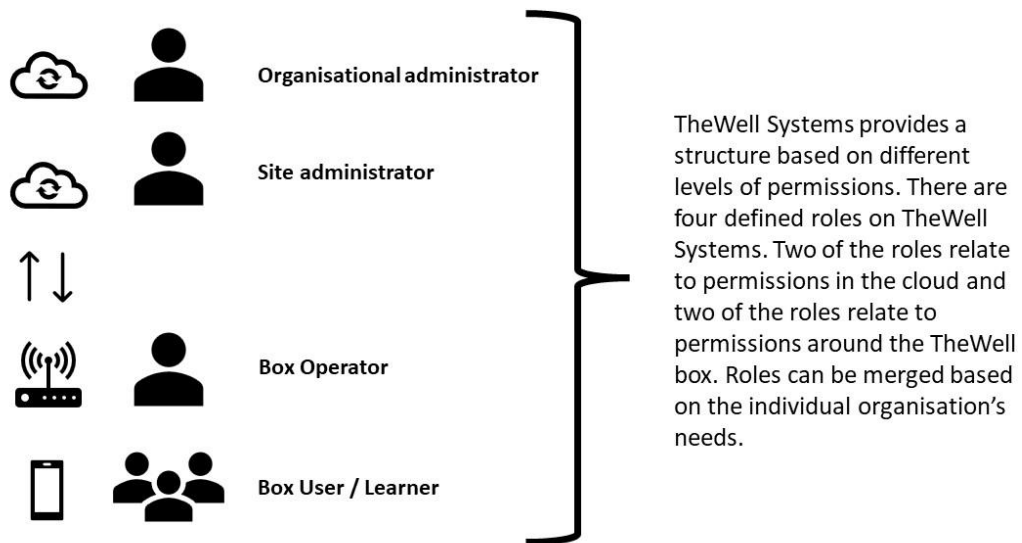 Organisational administrator
Site administrator
Box Operator
Box User / Learner
TheWell Systems provides a
structure based on different
levels of permissions. There are
four defined roles on TheWell
Systems. Two of the roles relate
to permissions in the cloud and
two of the roles relate to
permissions around the TheWell
box. Roles can be merged based
on the individual organisation’s
needs.